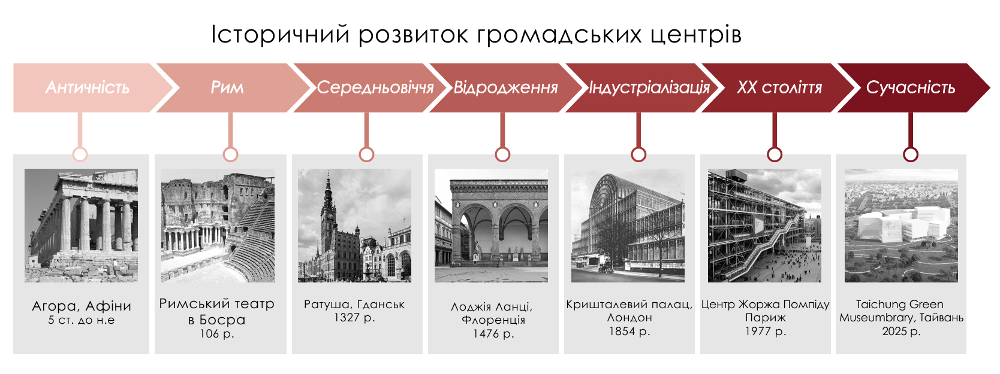 Історичний розвиток громадських центрів
Античність
Рим
Середньовіччя
Відродження
Індустріалізація
XX століття
Сучасність
Агора, Афіни
5 ст. до н.е
Римський театр
в Босра
106 р.
Ратуша, Гданськ
1327 р.
Лоджія Ланці,
Флоренція
1476 р.
Кришталевий палац,
Лондон
1854 р.
Центр Жоржа Помпіду
Париж
1977 р.
Taichung Green
Museumbrary, Тайвань
2025 р.